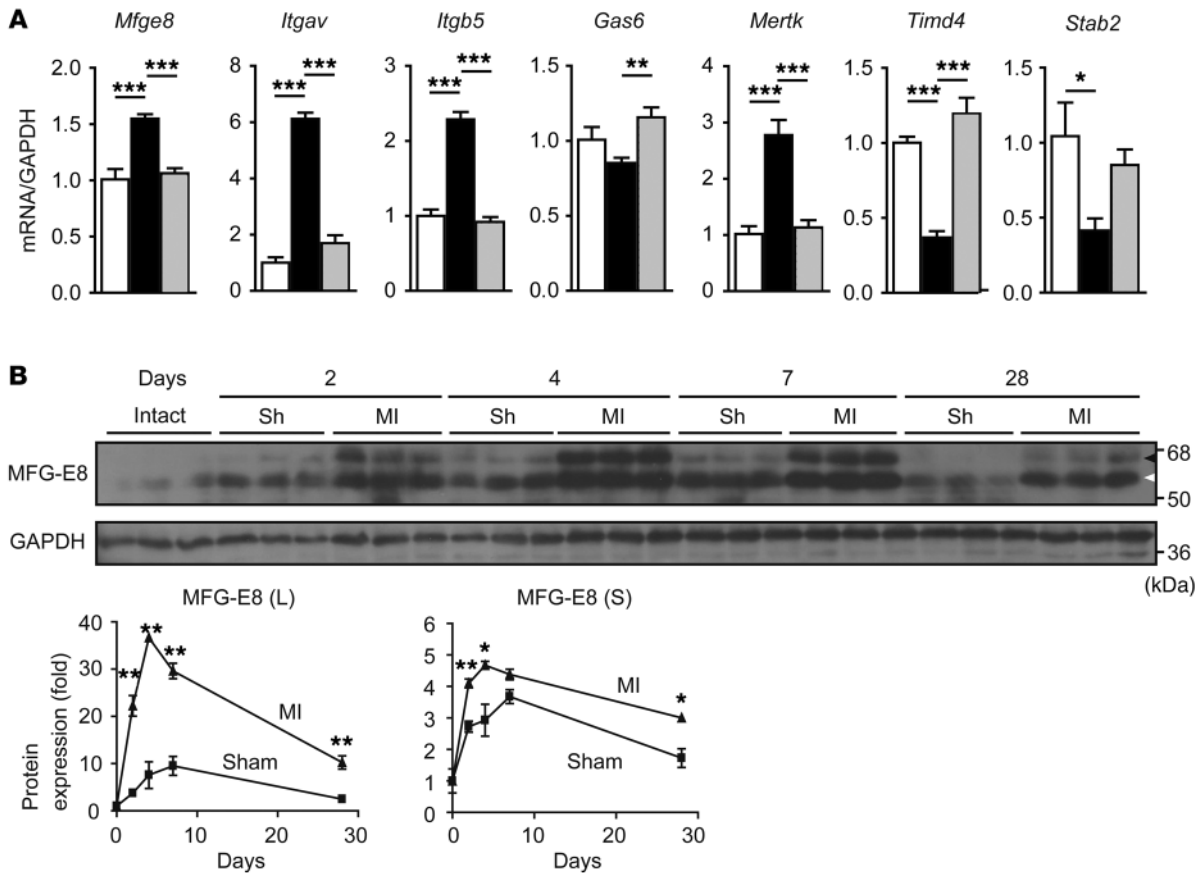 A
Mfge8 Itgav Itgb5 Gas6 Mertk Timd4 Stab2
mRNA/GAPDH
2.0 1.5 1.0 0.5 0.0
*** ***
8 6 4 2 0
*** ***
3 2 1 0
*** ***
1.5 1.0 0.5 0.0
**
4 3 2 1 0
*** ***
1.5 1.0 0.5 0.0
*** ***
1.5 1.0 0.5 0.0
*
B
Days 2 4 7 28
Intact Sh MI Sh MI Sh MI Sh MI
MFG-E8
68
50
GAPDH
36
(kDa)
MFG-E8 (L)
Protein
expression (fold)
40
30
20
10
0
** ** ** **
MI
Sham
0 10 20 30
Days
MFG-E8 (S)
6
5
4
3
2
1
0
** * *
MI
Sham
0 10 20 30
Days